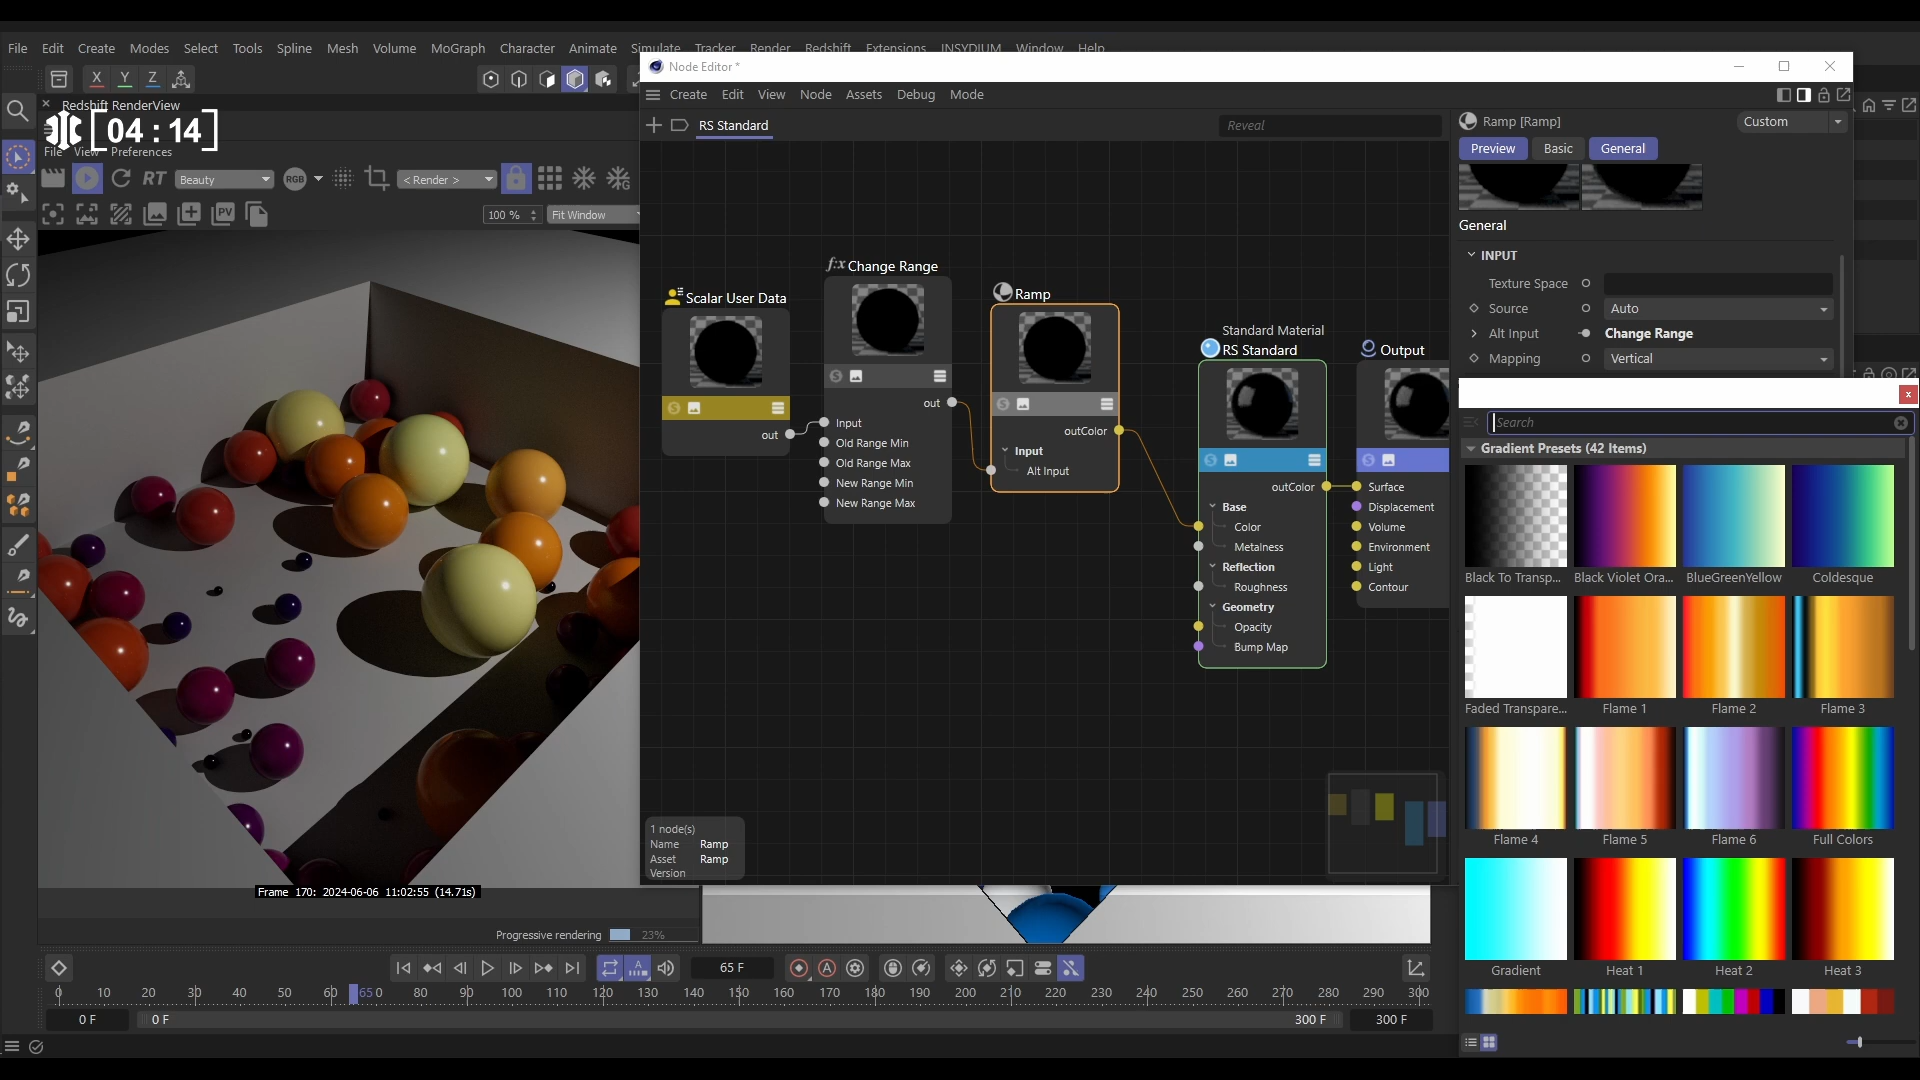 File Edit Create Modes Select Tools Spline Mesh Volume MoGraph Character Animate Simulate Tracker Render Redshift Extensions INSYDIUM Window Help
Node Editor *
X Y Z
Create Edit View Node Assets Debug Mode
Redshift RenderView
[04 : 14]
File View Preferences
RT Beauty RGB < Render >
100 % Fit Window
RS Standard
Reveal
Ramp [Ramp]
Custom
Preview Basic General
General
INPUT
Texture Space
Source Auto
Alt Input Change Range
Mapping Vertical
Scalar User Data
out
f:x Change Range
out
Input
Old Range Min
Old Range Max
New Range Min
New Range Max
Ramp
outColor
Input
Alt Input
Standard Material
RS Standard
outColor
Base
Color
Metalness
Reflection
Roughness
Geometry
Opacity
Bump Map
Output
Surface
Displacement
Volume
Environment
Light
Contour
1 node(s)
Name Ramp
Asset Ramp
Version
Search
Gradient Presets (42 Items)
Black To Transp... Black Violet Ora... BlueGreenYellow Coldesque
Faded Transpare... Flame 1 Flame 2 Flame 3
Flame 4 Flame 5 Flame 6 Full Colors
Gradient Heat 1 Heat 2 Heat 3
Frame 170: 2024-06-06 11:02:55 (14.71s)
Progressive rendering 23%
65 F
0 10 20 30 40 50 60 650 80 90 100 110 120 130 140 150 160 170 180 190 200 210 220 230 240 250 260 270 280 290 300
0 F 0 F 300 F 300 F